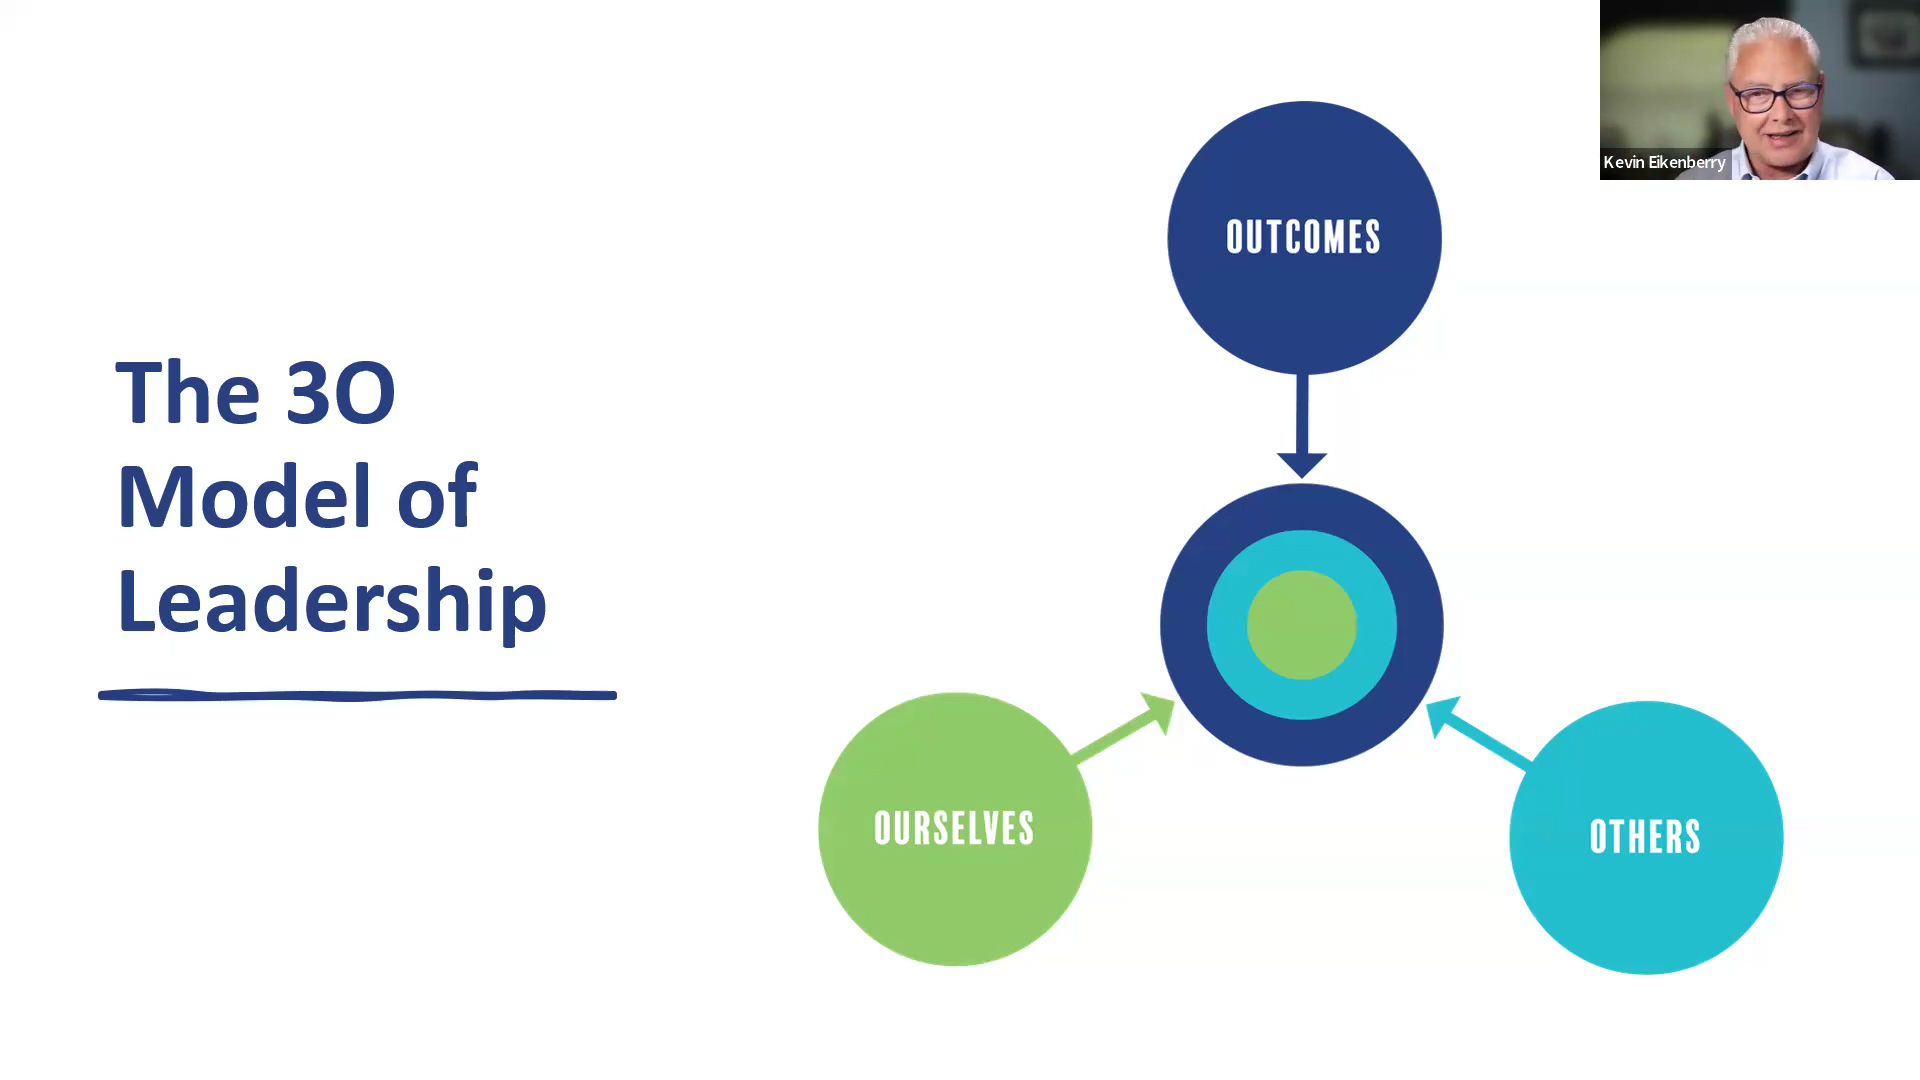 The 3O
Model of
Leadership
OUTCOMES
OURSELVES
OTHERS
Kevin Eikenberry